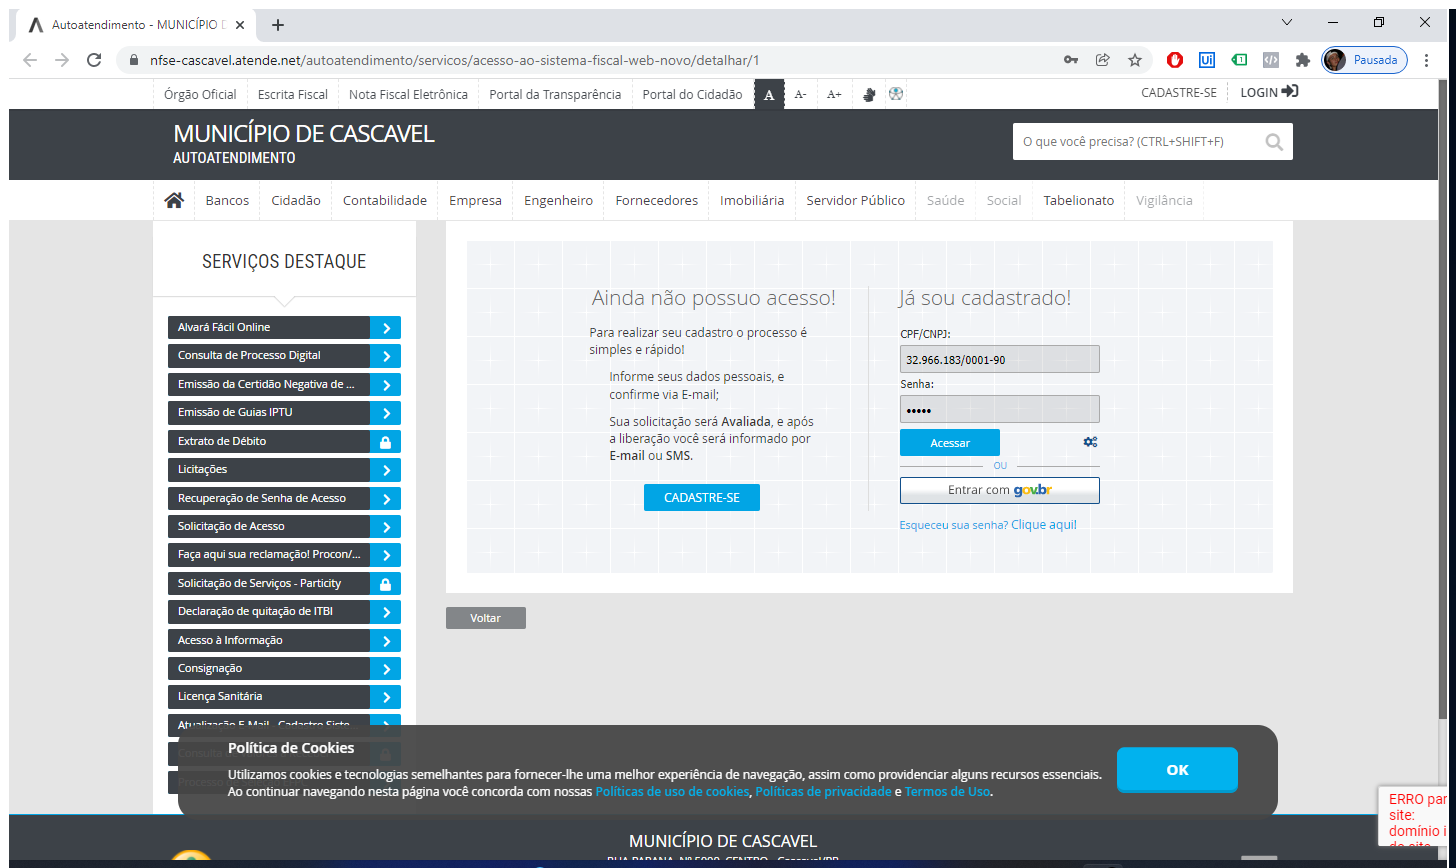 Autoatendimento - MUNICÍPIO D
nfse-cascavel.atende.net/autoatendimento/servicos/acesso-ao-sistema-fiscal-web-novo/detalhar/1
Pausada
Órgão Oficial
Escrita Fiscal
Nota Fiscal Eletrônica
Portal da Transparência
Portal do Cidadão
A
A-
A+
CADASTRE-SE
LOGIN
MUNICÍPIO DE CASCAVEL
AUTOATENDIMENTO
O que você precisa? (CTRL+SHIFT+F)
Bancos
Cidadão
Contabilidade
Empresa
Engenheiro
Fornecedores
Imobiliária
Servidor Público
Saúde
Social
Tabelionato
Vigilância
SERVIÇOS DESTAQUE
Alvará Fácil Online
Consulta de Processo Digital
Emissão da Certidão Negativa de ...
Emissão de Guias IPTU
Extrato de Débito
Licitações
Recuperação de Senha de Acesso
Solicitação de Acesso
Faça aqui sua reclamação! Procon/...
Solicitação de Serviços - Particity
Declaração de quitação de ITBI
Acesso à Informação
Consignação
Licença Sanitária
Atualização E-Mail - Cadastro Siste...
Ainda não possuo acesso!
Para realizar seu cadastro o processo é
simples e rápido!
Informe seus dados pessoais, e
confirme via E-mail;
Sua solicitação será Avaliada, e após
a liberação você será informado por
E-mail ou SMS.
CADASTRE-SE
Já sou cadastrado!
CPF/CNPJ:
32.966.183/0001-90
Senha:
•••••
Acessar
OU
Entrar com gov.br
Esqueceu sua senha? Clique aqui!
Voltar
Política de Cookies
Utilizamos cookies e tecnologias semelhantes para fornecer-lhe uma melhor experiência de navegação, assim como providenciar alguns recursos essenciais.
Ao continuar navegando nesta página você concorda com nossas Políticas de uso de cookies, Políticas de privacidade e Termos de Uso.
OK
ERRO par
site:
domínio i
do site
MUNICÍPIO DE CASCAVEL
RUA PARANA, Nº 5000, CENTRO - Cascavel/PR